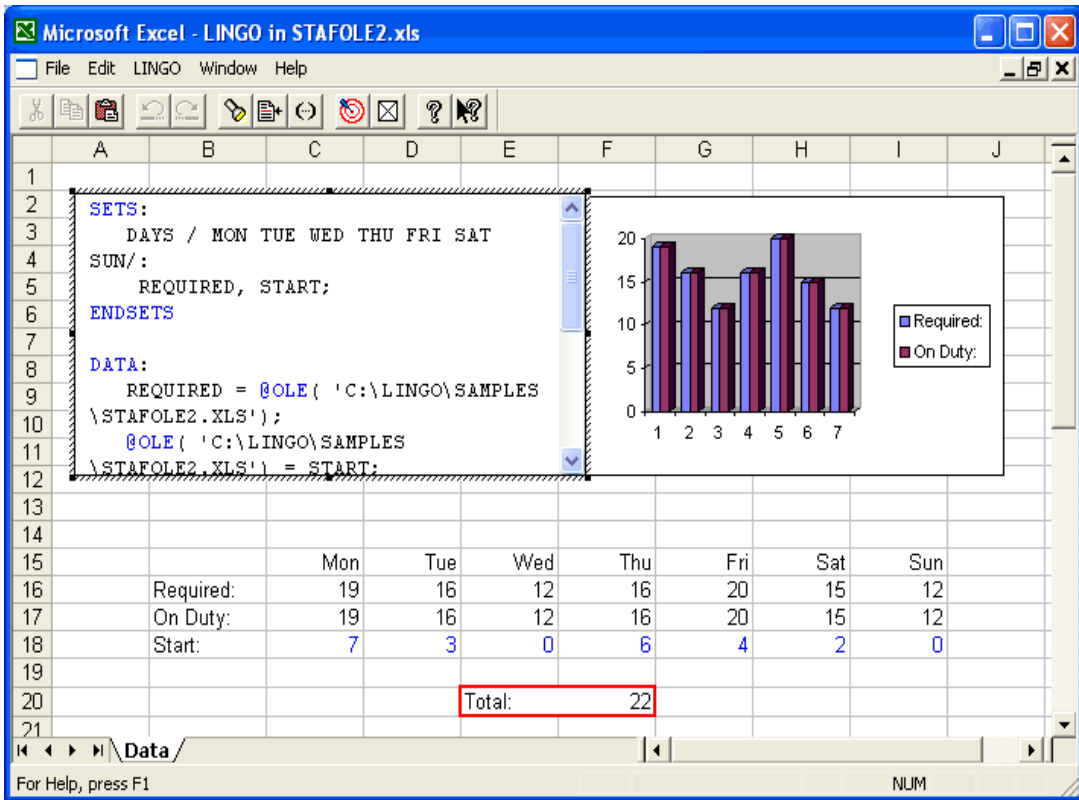 Microsoft Excel - LINGO in STAFOLE2.xls
File Edit LINGO Window Help
A B C D E F G H I J
1
2
3
4
5
6
7
8
9
10
11
12
13
14
15
16
17
18
19
20
21
SETS:
DAYS / MON TUE WED THU FRI SAT
SUN/:
REQUIRED, START;
ENDSETS
DATA:
REQUIRED = @OLE( 'C:\LINGO\SAMPLES
\STAFOLE2.XLS');
@OLE( 'C:\LINGO\SAMPLES
\STAFOLE2.XLS') = START;
20
15
10
5
0
1 2 3 4 5 6 7
Required:
On Duty:
Mon Tue Wed Thu Fri Sat Sun
Required: 19 16 12 16 20 15 12
On Duty: 19 16 12 16 20 15 12
Start: 7 3 0 6 4 2 0
Total: 22
Data
For Help, press F1 NUM